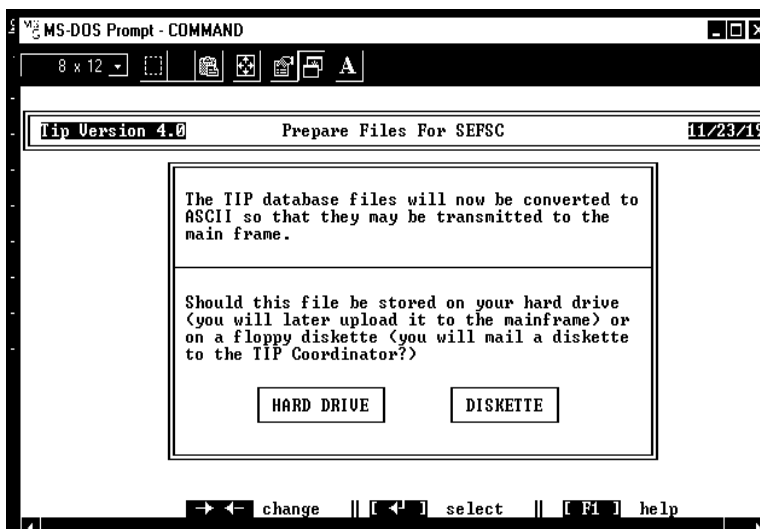 MS-DOS Prompt - COMMAND
8 x 12
A
Tip Version 4.0 Prepare Files For SEFSC 11/23/19
The TIP database files will now be converted to
ASCII so that they may be transmitted to the
main frame.
Should this file be stored on your hard drive
(you will later upload it to the mainframe) or
on a floppy diskette (you will mail a diskette
to the TIP Coordinator?)
HARD DRIVE DISKETTE
→ ← change || [ ↵ ] select || [ F1 ] help